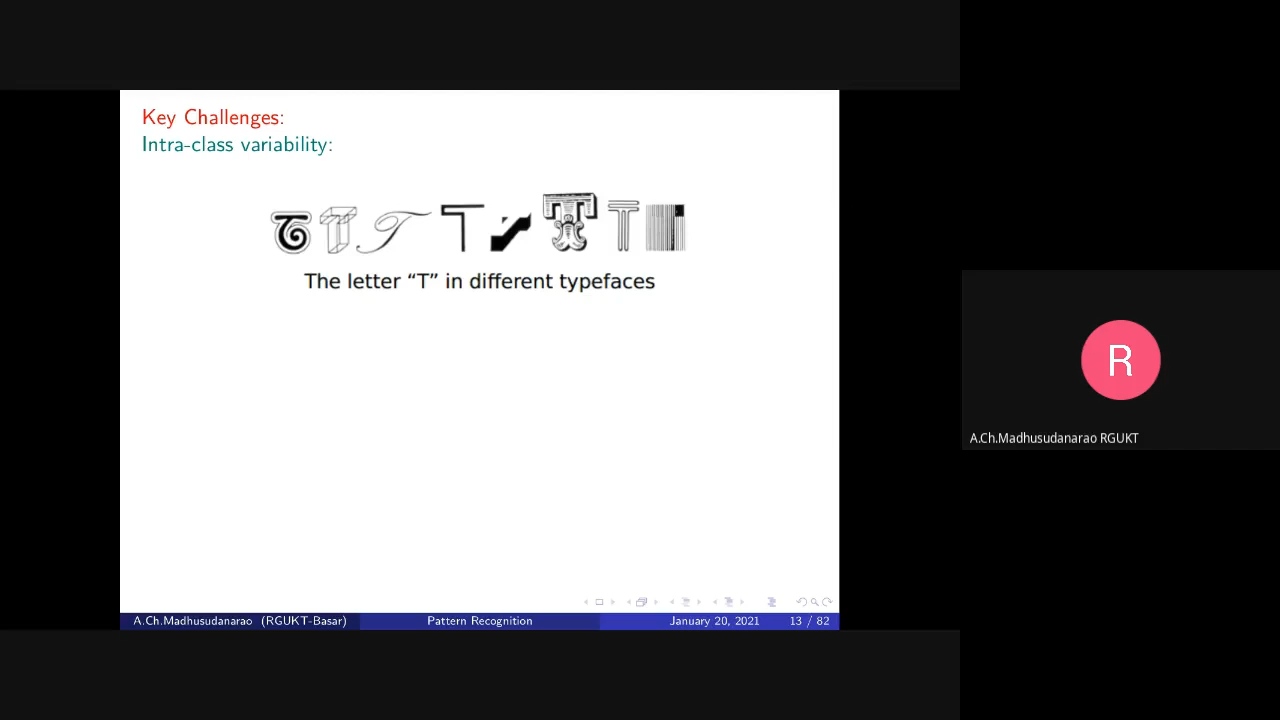 Key Challenges:
Intra-class variability:
T T T T T T T T
The letter “T” in different typefaces
R
A.Ch.Madhusudanarao RGUKT
A.Ch.Madhusudanarao (RGUKT-Basar) Pattern Recognition January 20, 2021 13 / 82